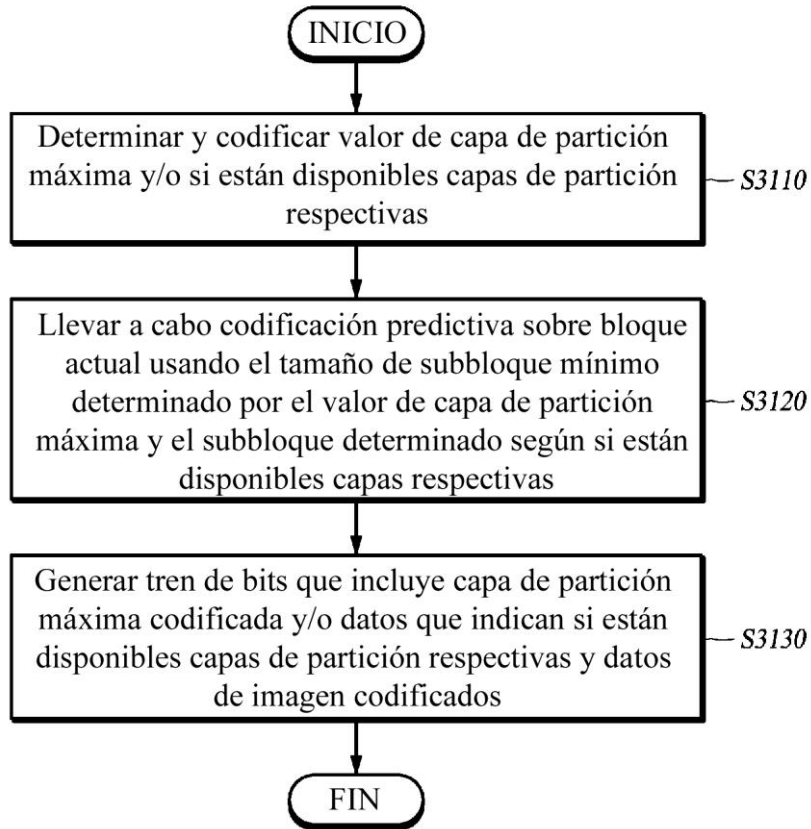 INICIO
Determinar y codificar valor de capa de partición
máxima y/o si están disponibles capas de partición
respectivas
S3110
Llevar a cabo codificación predictiva sobre bloque
actual usando el tamaño de subbloque mínimo
determinado por el valor de capa de partición
máxima y el subbloque determinado según si están
disponibles capas respectivas
S3120
Generar tren de bits que incluye capa de partición
máxima codificada y/o datos que indican si están
disponibles capas de partición respectivas y datos
de imagen codificados
S3130
FIN